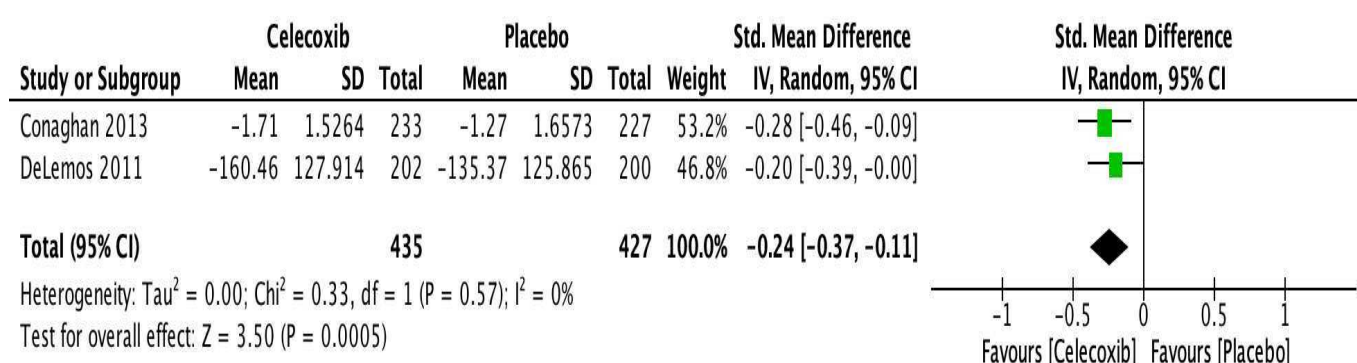 Celecoxib Placebo Std. Mean Difference Std. Mean Difference
Study or Subgroup Mean SD Total Mean SD Total Weight IV, Random, 95% CI IV, Random, 95% CI
Conaghan 2013 −1.71 1.5264 233 −1.27 1.6573 227 53.2% −0.28 [−0.46, −0.09]
DeLemos 2011 −160.46 127.914 202 −135.37 125.865 200 46.8% −0.20 [−0.39, −0.00]
Total (95% CI) 435 427 100.0% −0.24 [−0.37, −0.11]
Heterogeneity: Tau² = 0.00; Chi² = 0.33, df = 1 (P = 0.57); I² = 0%
Test for overall effect: Z = 3.50 (P = 0.0005)
−1 −0.5 0 0.5 1
Favours [Celecoxib] Favours [Placebo]